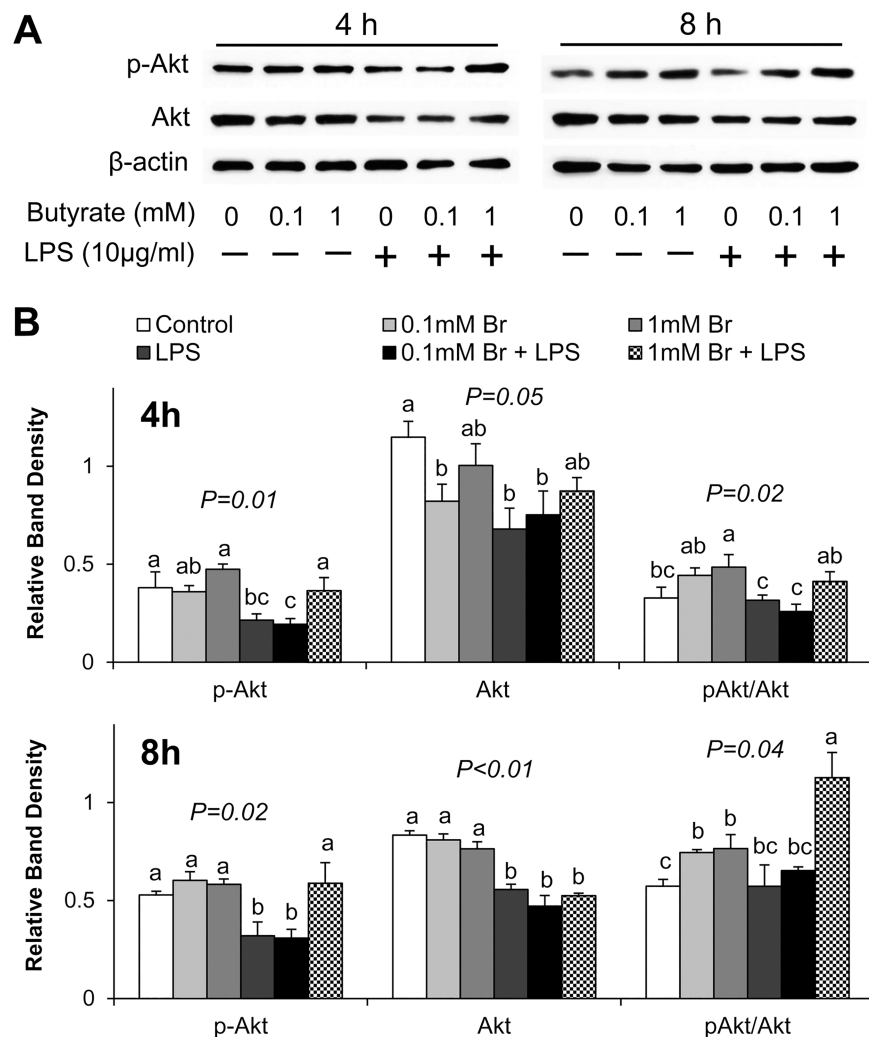 A
4 h
8 h
p-Akt
Akt
β-actin
Butyrate (mM) 0 0.1 1 0 0.1 1 0 0.1 1 0 0.1 1
LPS (10µg/ml) — — — + + + — — — + + +
B
Control 0.1mM Br 1mM Br
LPS 0.1mM Br + LPS 1mM Br + LPS
4h
Relative Band Density
1
0.5
0
P=0.01
P=0.05
P=0.02
a ab a bc c a
a b ab b b ab
bc ab a c c ab
p-Akt Akt pAkt/Akt
8h
Relative Band Density
1
0.5
0
P=0.02
P<0.01
P=0.04
a a a b b a
a a a b b b
c b b bc bc a
p-Akt Akt pAkt/Akt